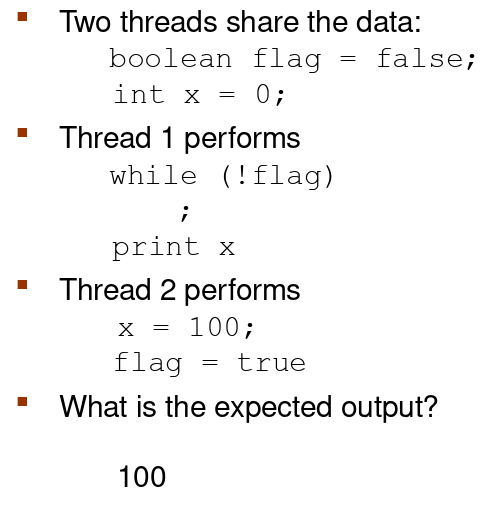 Two threads share the data:
boolean flag = false;
int x = 0;
Thread 1 performs
while (!flag)
;
print x
Thread 2 performs
x = 100;
flag = true
What is the expected output?
100